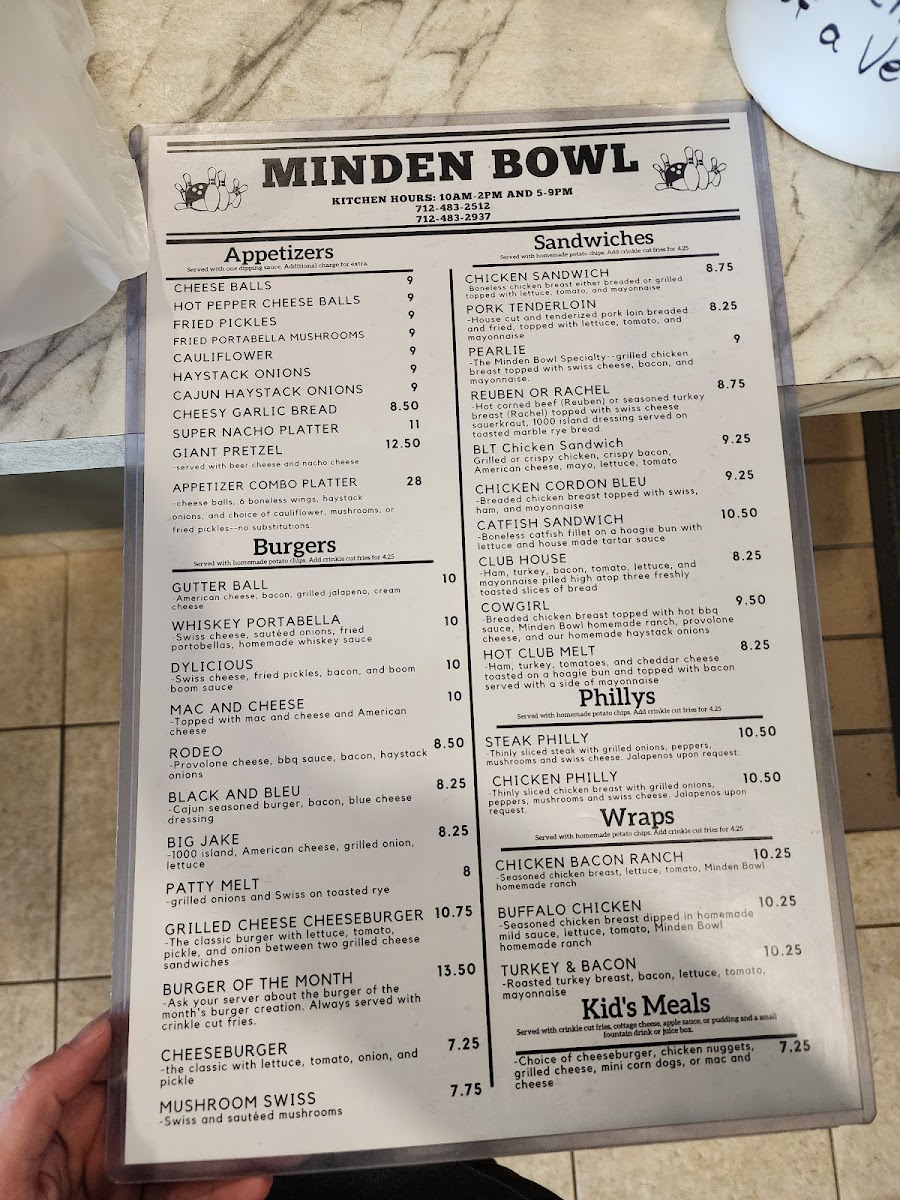 a Ve
MINDEN BOWL
KITCHEN HOURS: 10AM-2PM AND 5-9PM
712-483-2512
712-483-2937
Appetizers
Served with one dipping sauce. Additional charge for extra.
CHEESE BALLS 9
HOT PEPPER CHEESE BALLS 9
FRIED PICKLES 9
FRIED PORTABELLA MUSHROOMS 9
CAULIFLOWER 9
HAYSTACK ONIONS 9
CAJUN HAYSTACK ONIONS 9
CHEESY GARLIC BREAD 8.50
SUPER NACHO PLATTER 11
GIANT PRETZEL 12.50
-served with beer cheese and nacho cheese
APPETIZER COMBO PLATTER 28
-cheese balls, 6 boneless wings, haystack
onions, and choice of cauliflower, mushrooms, or
fried pickles--no substitutions.
Burgers
Served with homemade potato chips. Add crinkle cut fries for 4.25
GUTTER BALL 10
-American cheese, bacon, grilled jalapeno, cream
cheese
WHISKEY PORTABELLA 10
-Swiss cheese, sautéed onions, fried
portobellas, homemade whiskey sauce
DYLICIOUS 10
-Swiss cheese, fried pickles, bacon, and boom
boom sauce
MAC AND CHEESE 10
-Topped with mac and cheese and American
cheese
RODEO 8.50
-Provolone cheese, bbq sauce, bacon, haystack
onions
BLACK AND BLEU 8.25
-Cajun seasoned burger, bacon, blue cheese
dressing
BIG JAKE 8.25
-1000 island, American cheese, grilled onion,
lettuce
PATTY MELT 8
-grilled onions and Swiss on toasted rye
GRILLED CHEESE CHEESEBURGER 10.75
-The classic burger with lettuce, tomato,
pickle, and onion between two grilled cheese
sandwiches
BURGER OF THE MONTH 13.50
-Ask your server about the burger of the
month's burger creation. Always served with
crinkle cut fries.
CHEESEBURGER 7.25
-the classic with lettuce, tomato, onion, and
pickle
MUSHROOM SWISS 7.75
-Swiss and sautéed mushrooms
Sandwiches
Served with homemade potato chips. Add crinkle cut fries for 4.25
CHICKEN SANDWICH 8.75
-Boneless chicken breast either breaded or grilled
topped with lettuce, tomato, and mayonnaise
PORK TENDERLOIN 8.25
-House cut and tenderized pork loin breaded
and fried, topped with lettuce, tomato, and
mayonnaise
PEARLIE 9
-The Minden Bowl Specialty--grilled chicken
breast topped with swiss cheese, bacon, and
mayonnaise.
REUBEN OR RACHEL 8.75
-Hot corned beef (Reuben) or seasoned turkey
breast (Rachel) topped with swiss cheese
sauerkraut, 1000 island dressing served on
toasted marble rye bread.
BLT Chicken Sandwich 9.25
Grilled or crispy chicken, crispy bacon,
American cheese, mayo, lettuce, tomato
CHICKEN CORDON BLEU 9.25
-Breaded chicken breast topped with swiss,
ham, and mayonnaise
CATFISH SANDWICH 10.50
-Boneless catfish fillet on a hoagie bun with
lettuce and house made tartar sauce
CLUB HOUSE 8.25
-Ham, turkey, bacon, tomato, lettuce, and
mayonnaise piled high atop three freshly
toasted slices of bread
COWGIRL 9.50
-Breaded chicken breast topped with hot bbq
sauce, Minden Bowl homemade ranch, provolone
cheese, and our homemade haystack onions
HOT CLUB MELT 8.25
-Ham, turkey, tomatoes, and cheddar cheese
toasted on a hoagie bun and topped with bacon
served with a side of mayonnaise
Phillys
Served with homemade potato chips. Add crinkle cut fries for 4.25
STEAK PHILLY 10.50
-Thinly sliced steak with grilled onions, peppers,
mushrooms and swiss cheese. Jalapenos upon request.
CHICKEN PHILLY 10.50
-Thinly sliced chicken breast with grilled onions,
peppers, mushrooms and swiss cheese. Jalapenos upon
request.
Wraps
Served with homemade potato chips. Add crinkle cut fries for 4.25
CHICKEN BACON RANCH 10.25
-Seasoned chicken breast, lettuce, tomato, Minden Bowl
homemade ranch
BUFFALO CHICKEN 10.25
-Seasoned chicken breast dipped in homemade
mild sauce, lettuce, tomato, Minden Bowl
homemade ranch
TURKEY & BACON 10.25
-Roasted turkey breast, bacon, lettuce, tomato,
mayonnaise
Kid's Meals
Served with crinkle cut fries, cottage cheese, apple sauce, or pudding and a small
fountain drink or juice box.
-Choice of cheeseburger, chicken nuggets, 7.25
grilled cheese, mini corn dogs, or mac and
cheese